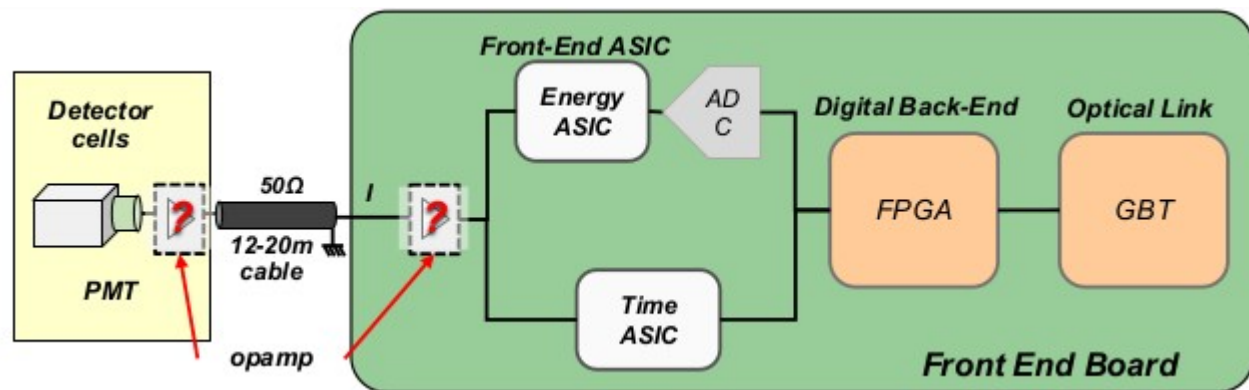 Detector
cells
PMT
?
50Ω
12-20m
cable
I
?
opamp
Front-End ASIC
Energy
ASIC
AD
C
Time
ASIC
Digital Back-End
FPGA
Optical Link
GBT
Front End Board